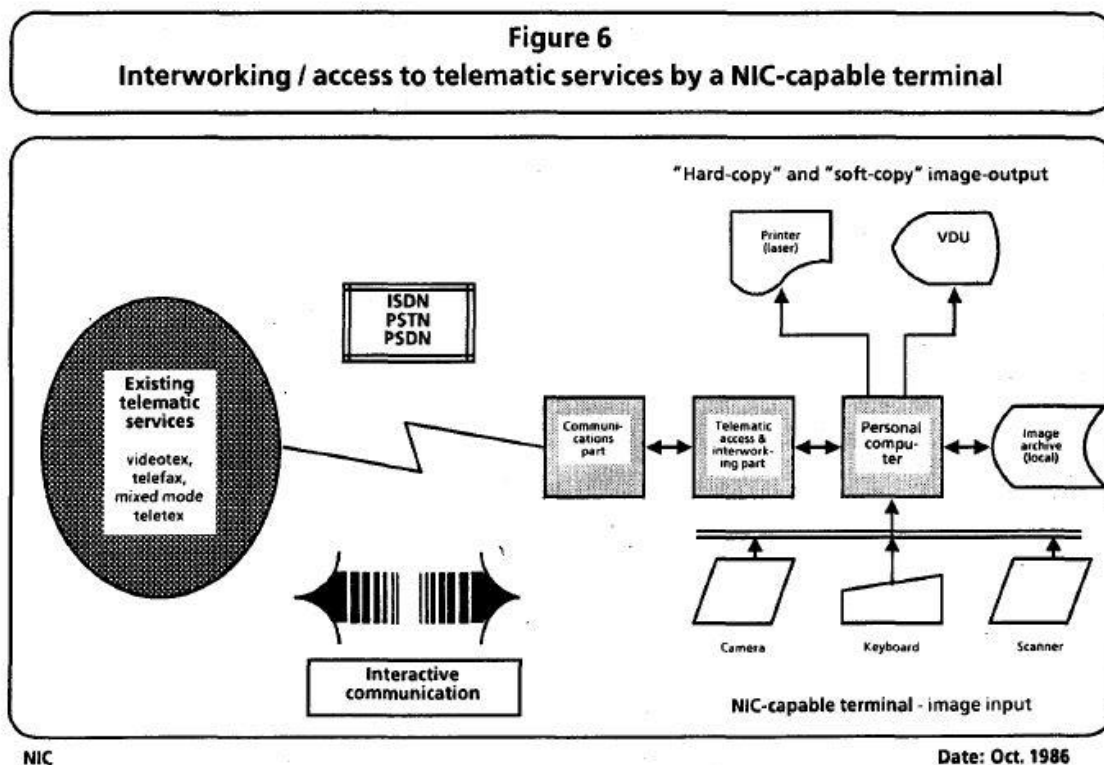 Figure 6
Interworking / access to telematic services by a NIC-capable terminal
"Hard-copy" and "soft-copy" image-output
Printer
(laser)
VDU
ISDN
PSTN
PSDN
Existing
telematic
services
videotex,
telefax,
mixed mode
teletex
Communi-
cations
part
Telematic
access &
interwork-
ing part
Personal
compu-
ter
Image
archive
(local)
Camera
Keyboard
Scanner
Interactive
communication
NIC-capable terminal - image input
NIC
Date: Oct. 1986